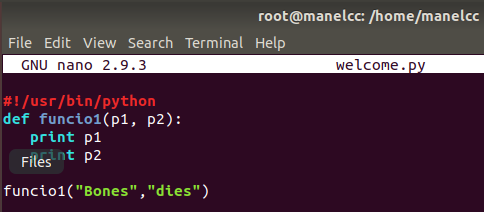 root@manelcc: /home/manelcc
File Edit View Search Terminal Help
GNU nano 2.9.3 welcome.py
#!/usr/bin/python
def funcio1(p1, p2):
print p1
print p2
Files
funcio1("Bones","dies")